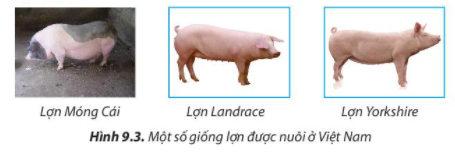 Lợn Móng Cái
Lợn Landrace
Lợn Yorkshire
Hình 9.3. Một số giống lợn được nuôi ở Việt Nam